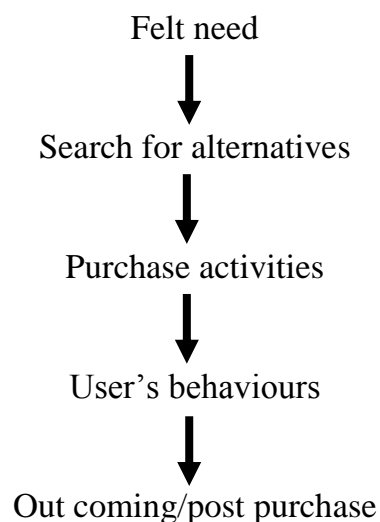 Felt need
Search for alternatives
Purchase activities
User’s behaviours
Out coming/post purchase